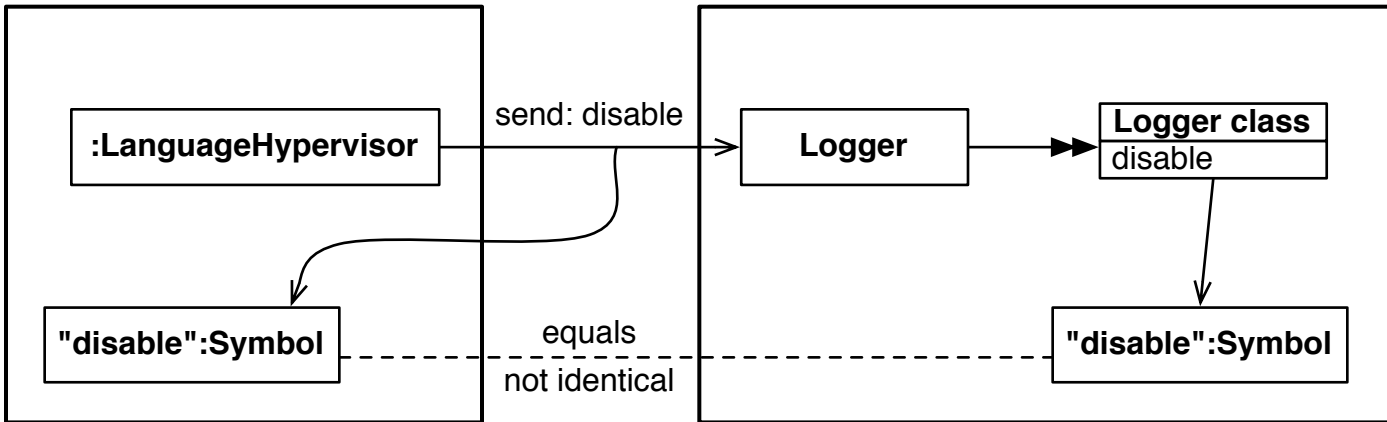 :LanguageHypervisor
send: disable
Logger
Logger class
disable
"disable":Symbol
equals
not identical
"disable":Symbol